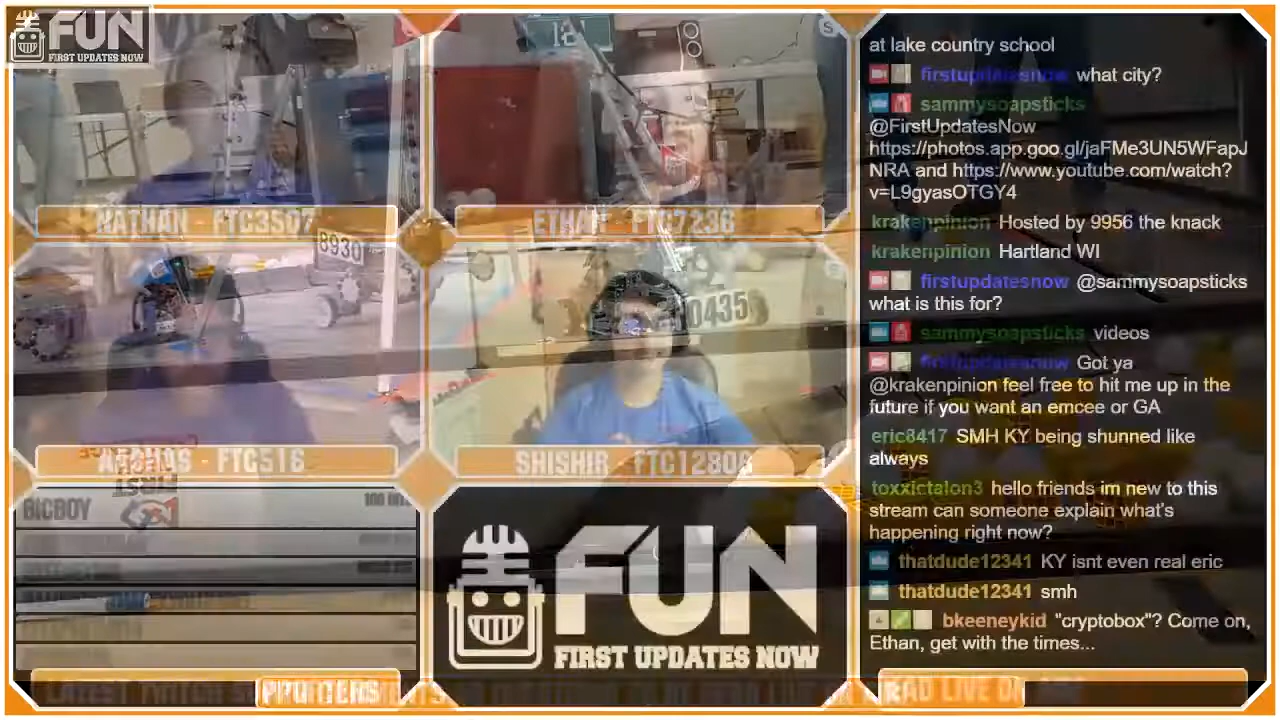 FUN
FIRST UPDATES NOW
NATHAN - FTC3507
ETHAN - FTC7236
8930
0435
- FTC516
SHISHIR - FTC12808
BIGBOY
FUN
FIRST UPDATES NOW
at lake country school
firstupdatesnow what city?
sammysoapsticks
@FirstUpdatesNow
https://photos.app.goo.gl/jaFMe3UN5WFapJ
NRA and https://www.youtube.com/watch?
v=L9gyasOTGY4
krakenpinion Hosted by 9956 the knack
krakenpinion Hartland WI
firstupdatesnow @sammysoapsticks
what is this for?
sammysoapsticks videos
firstupdatesnow Got ya
@krakenpinion feel free to hit me up in the
future if you want an emcee or GA
eric8417 SMH KY being shunned like
always
toxxictalon3 hello friends im new to this
stream can someone explain what's
happening right now?
thatdude12341 KY isnt even real eric
thatdude12341 smh
bkeeneykid "cryptobox"? Come on,
Ethan, get with the times...